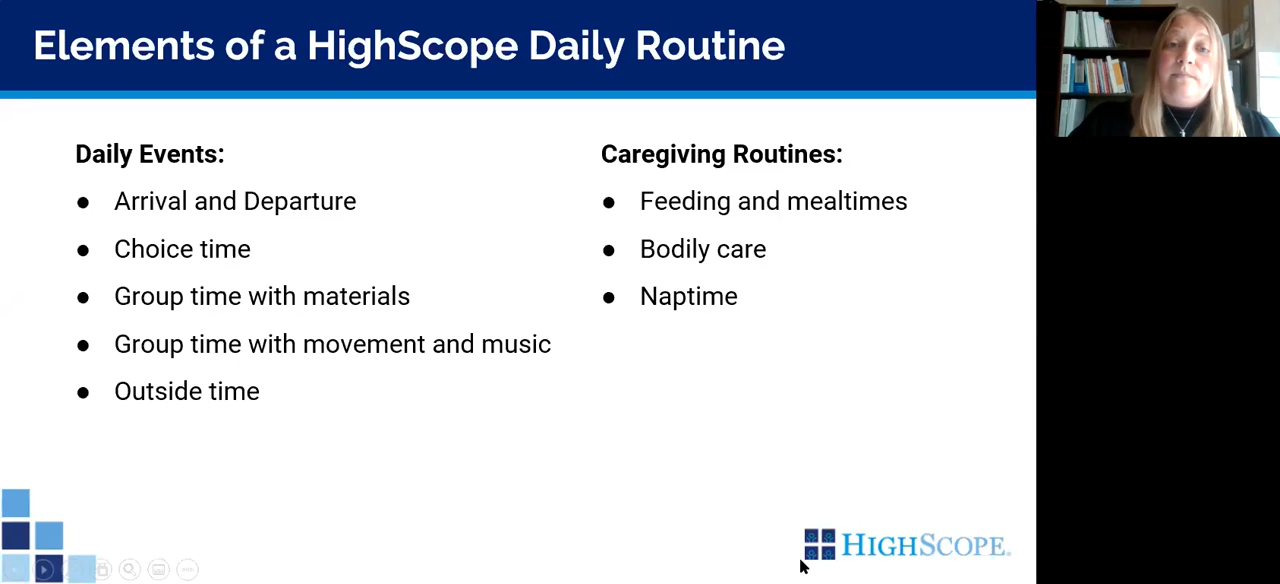 Elements of a HighScope Daily Routine
Daily Events:
● Arrival and Departure
● Choice time
● Group time with materials
● Group time with movement and music
● Outside time
Caregiving Routines:
● Feeding and mealtimes
● Bodily care
● Naptime
HIGHSCOPE®